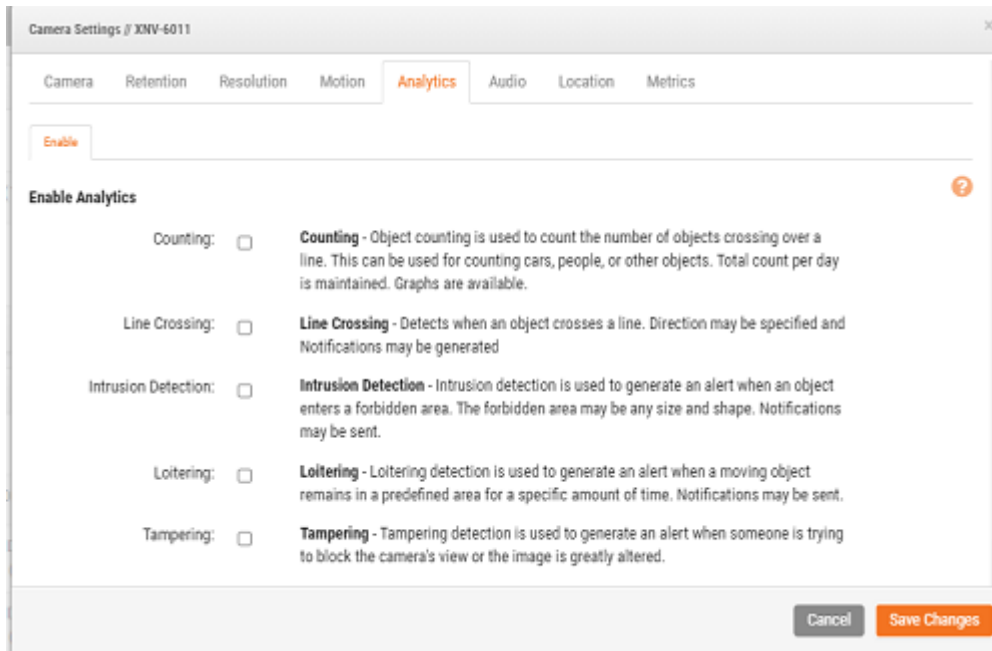 Camera Settings // XNV-6011
×
Camera Retention Resolution Motion Analytics Audio Location Metrics
Enable
?
Enable Analytics
Counting: Counting - Object counting is used to count the number of objects crossing over a
line. This can be used for counting cars, people, or other objects. Total count per day
is maintained. Graphs are available.
Line Crossing: Line Crossing - Detects when an object crosses a line. Direction may be specified and
Notifications may be generated
Intrusion Detection: Intrusion Detection - Intrusion detection is used to generate an alert when an object
enters a forbidden area. The forbidden area may be any size and shape. Notifications
may be sent.
Loitering: Loitering - Loitering detection is used to generate an alert when a moving object
remains in a predefined area for a specific amount of time. Notifications may be sent.
Tampering: Tampering - Tampering detection is used to generate an alert when someone is trying
to block the camera's view or the image is greatly altered.
Cancel Save Changes